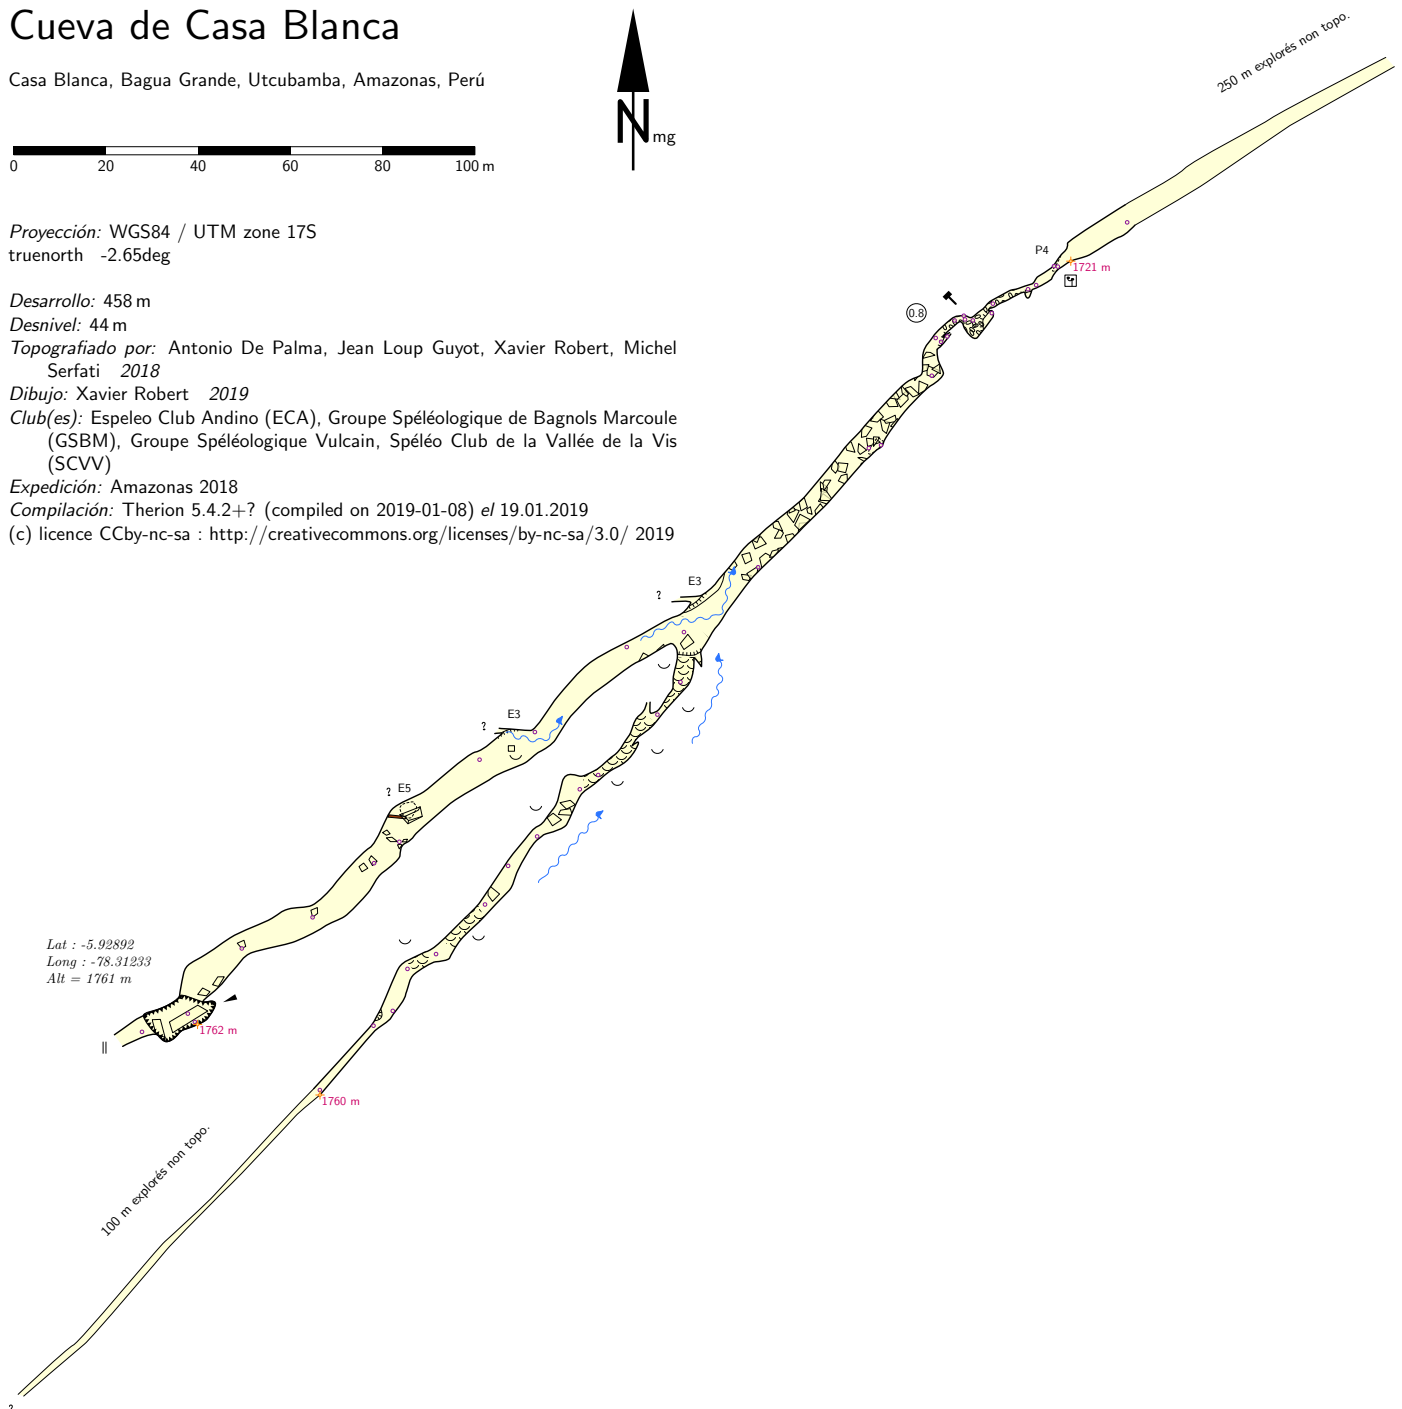 Cueva de Casa Blanca
Casa Blanca, Bagua Grande, Utcubamba, Amazonas, Perú
0 20 40 60 80 100 m
N mg
Proyección: WGS84 / UTM zone 17S
truenorth -2.65deg
Desarrollo: 458 m
Desnivel: 44 m
Topografiado por: Antonio De Palma, Jean Loup Guyot, Xavier Robert, Michel
Serfati 2018
Dibujo: Xavier Robert 2019
Club(es): Espeleo Club Andino (ECA), Groupe Spéléologique de Bagnols Marcoule
(GSBM), Groupe Spéléologique Vulcain, Spéléo Club de la Vallée de la Vis
(SCVV)
Expedición: Amazonas 2018
Compilación: Therion 5.4.2+? (compiled on 2019-01-08) el 19.01.2019
(c) licence CCby-nc-sa : http://creativecommons.org/licenses/by-nc-sa/3.0/ 2019
250 m explorés non topo.
P4
1721 m
0.8
E3
?
E3
?
E5
?
Lat : -5.92892
Long : -78.31233
Alt = 1761 m
1762 m
1760 m
100 m explorés non topo.
?